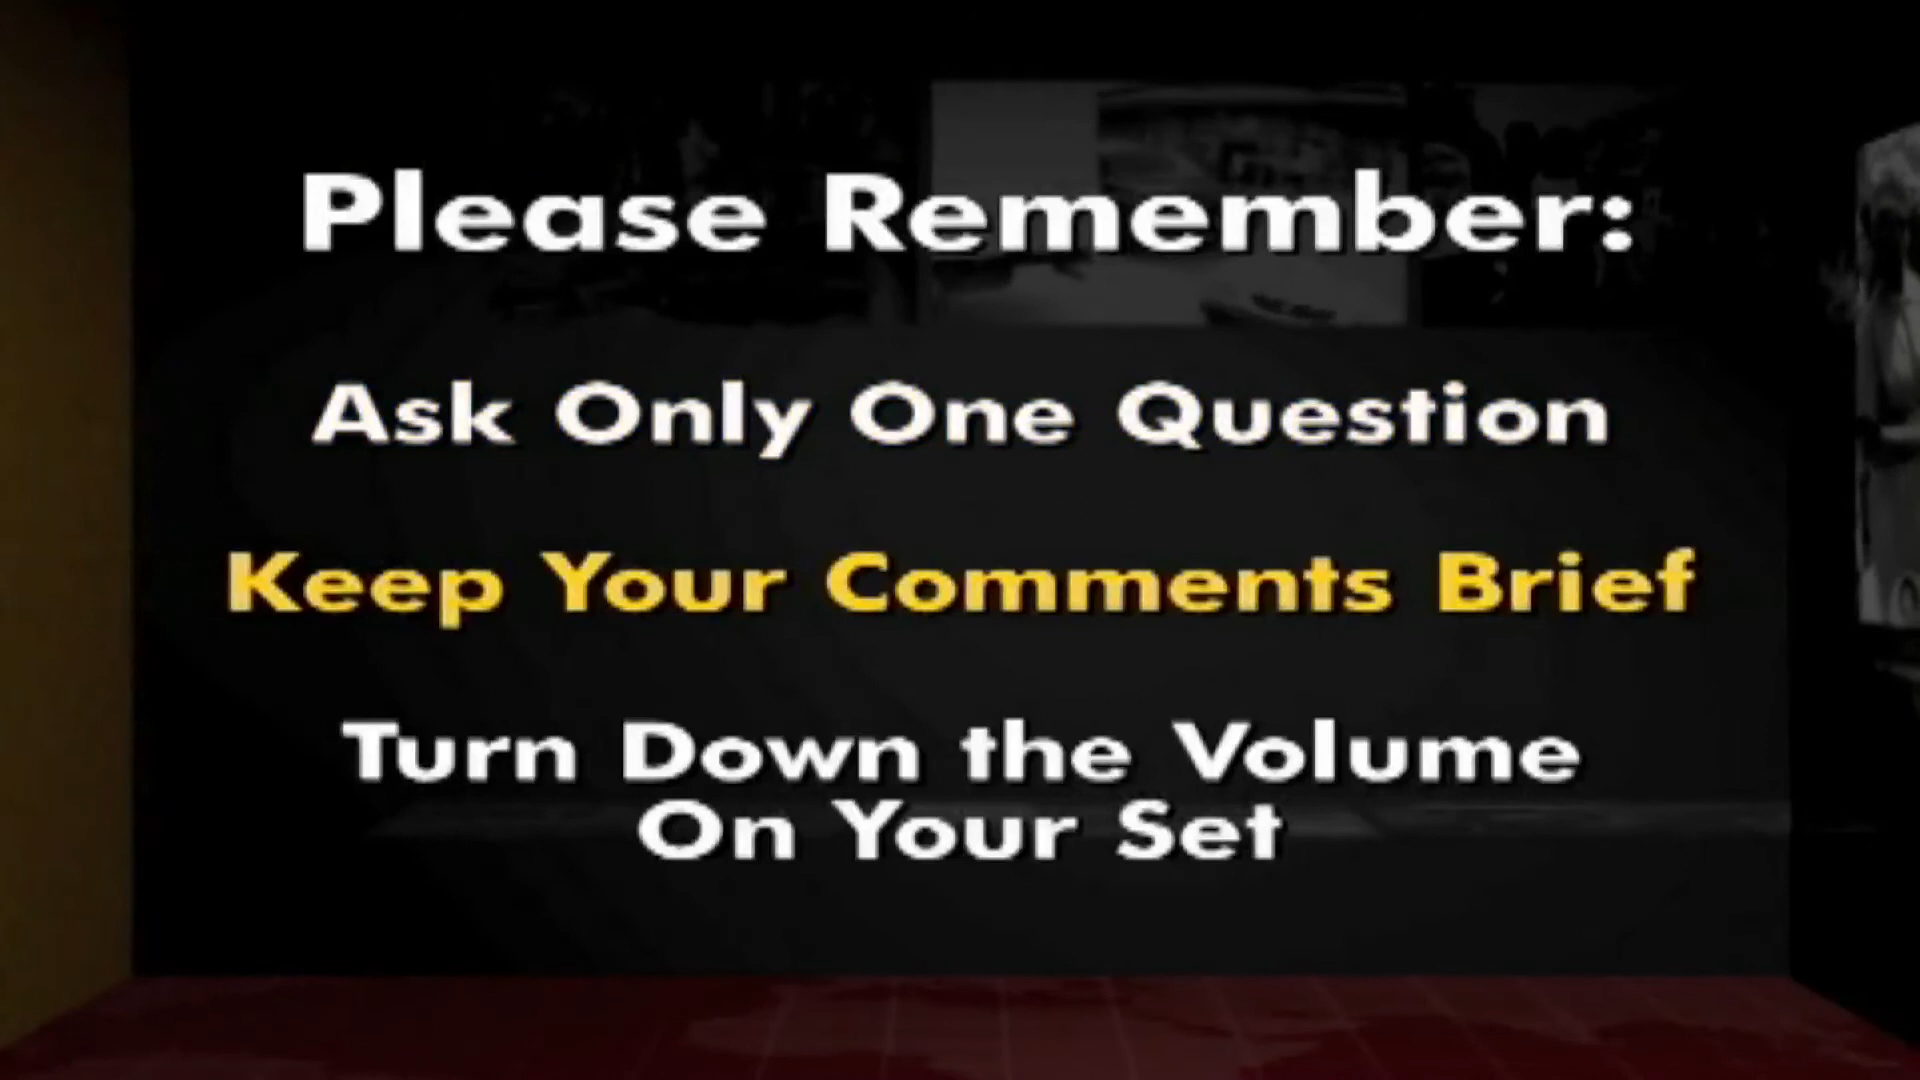 Please Remember:
Ask Only One Question
Keep Your Comments Brief
Turn Down the Volume
On Your Set